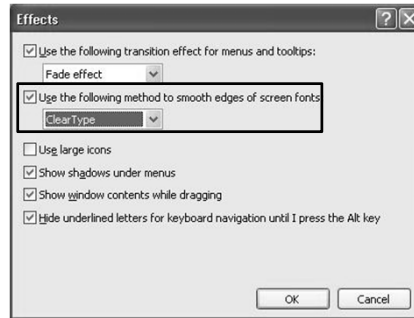 Effects
Use the following transition effect for menus and tooltips:
Fade effect
Use the following method to smooth edges of screen fonts
ClearType
Use large icons
Show shadows under menus
Show window contents while dragging
Hide underlined letters for keyboard navigation until I press the Alt key
OK Cancel